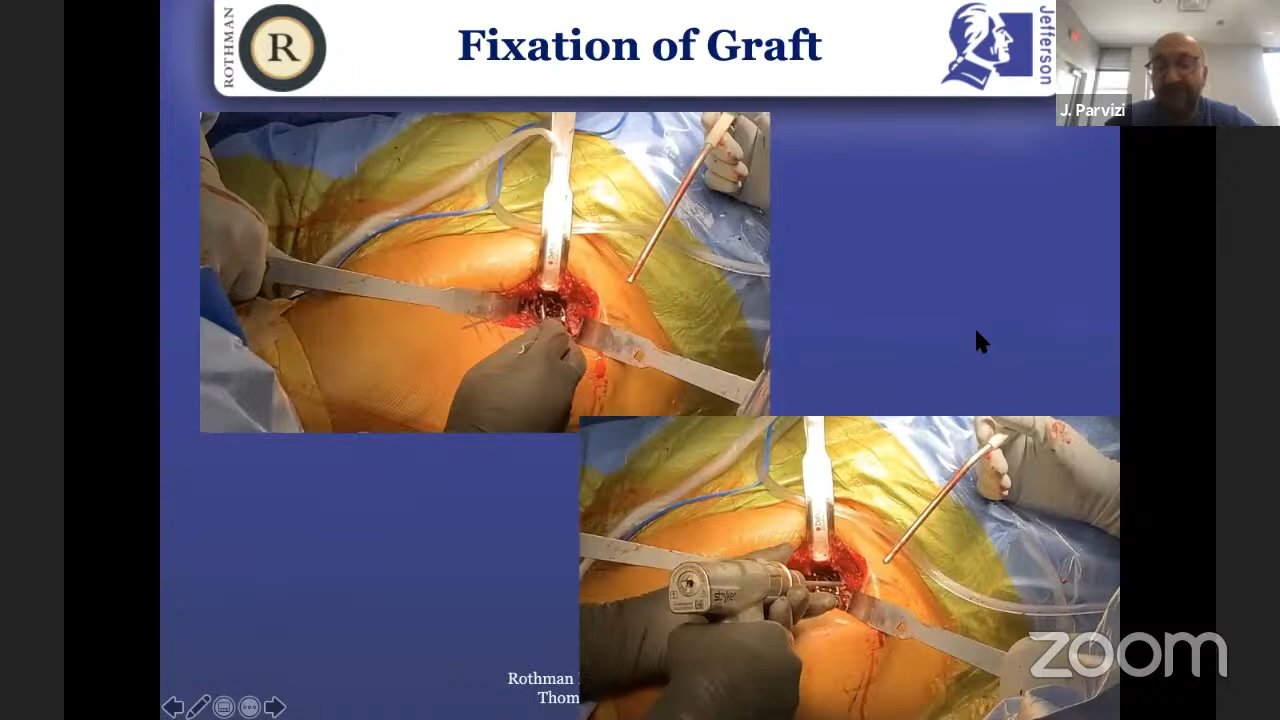 ROTHMAN
R
Fixation of Graft
Jefferson
J. Parvizi
stryker
Rothman
Thom
zoom